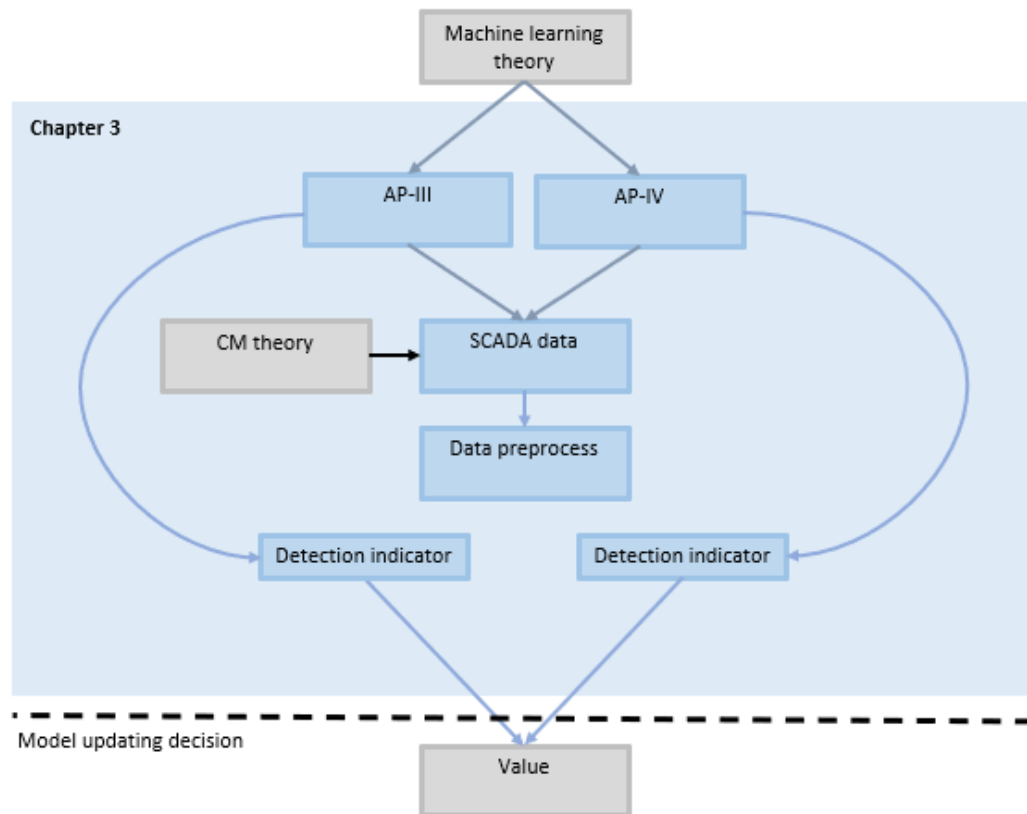 Machine learning
theory
Chapter 3
AP-III
AP-IV
CM theory
SCADA data
Data preprocess
Detection indicator
Detection indicator
Model updating decision
Value